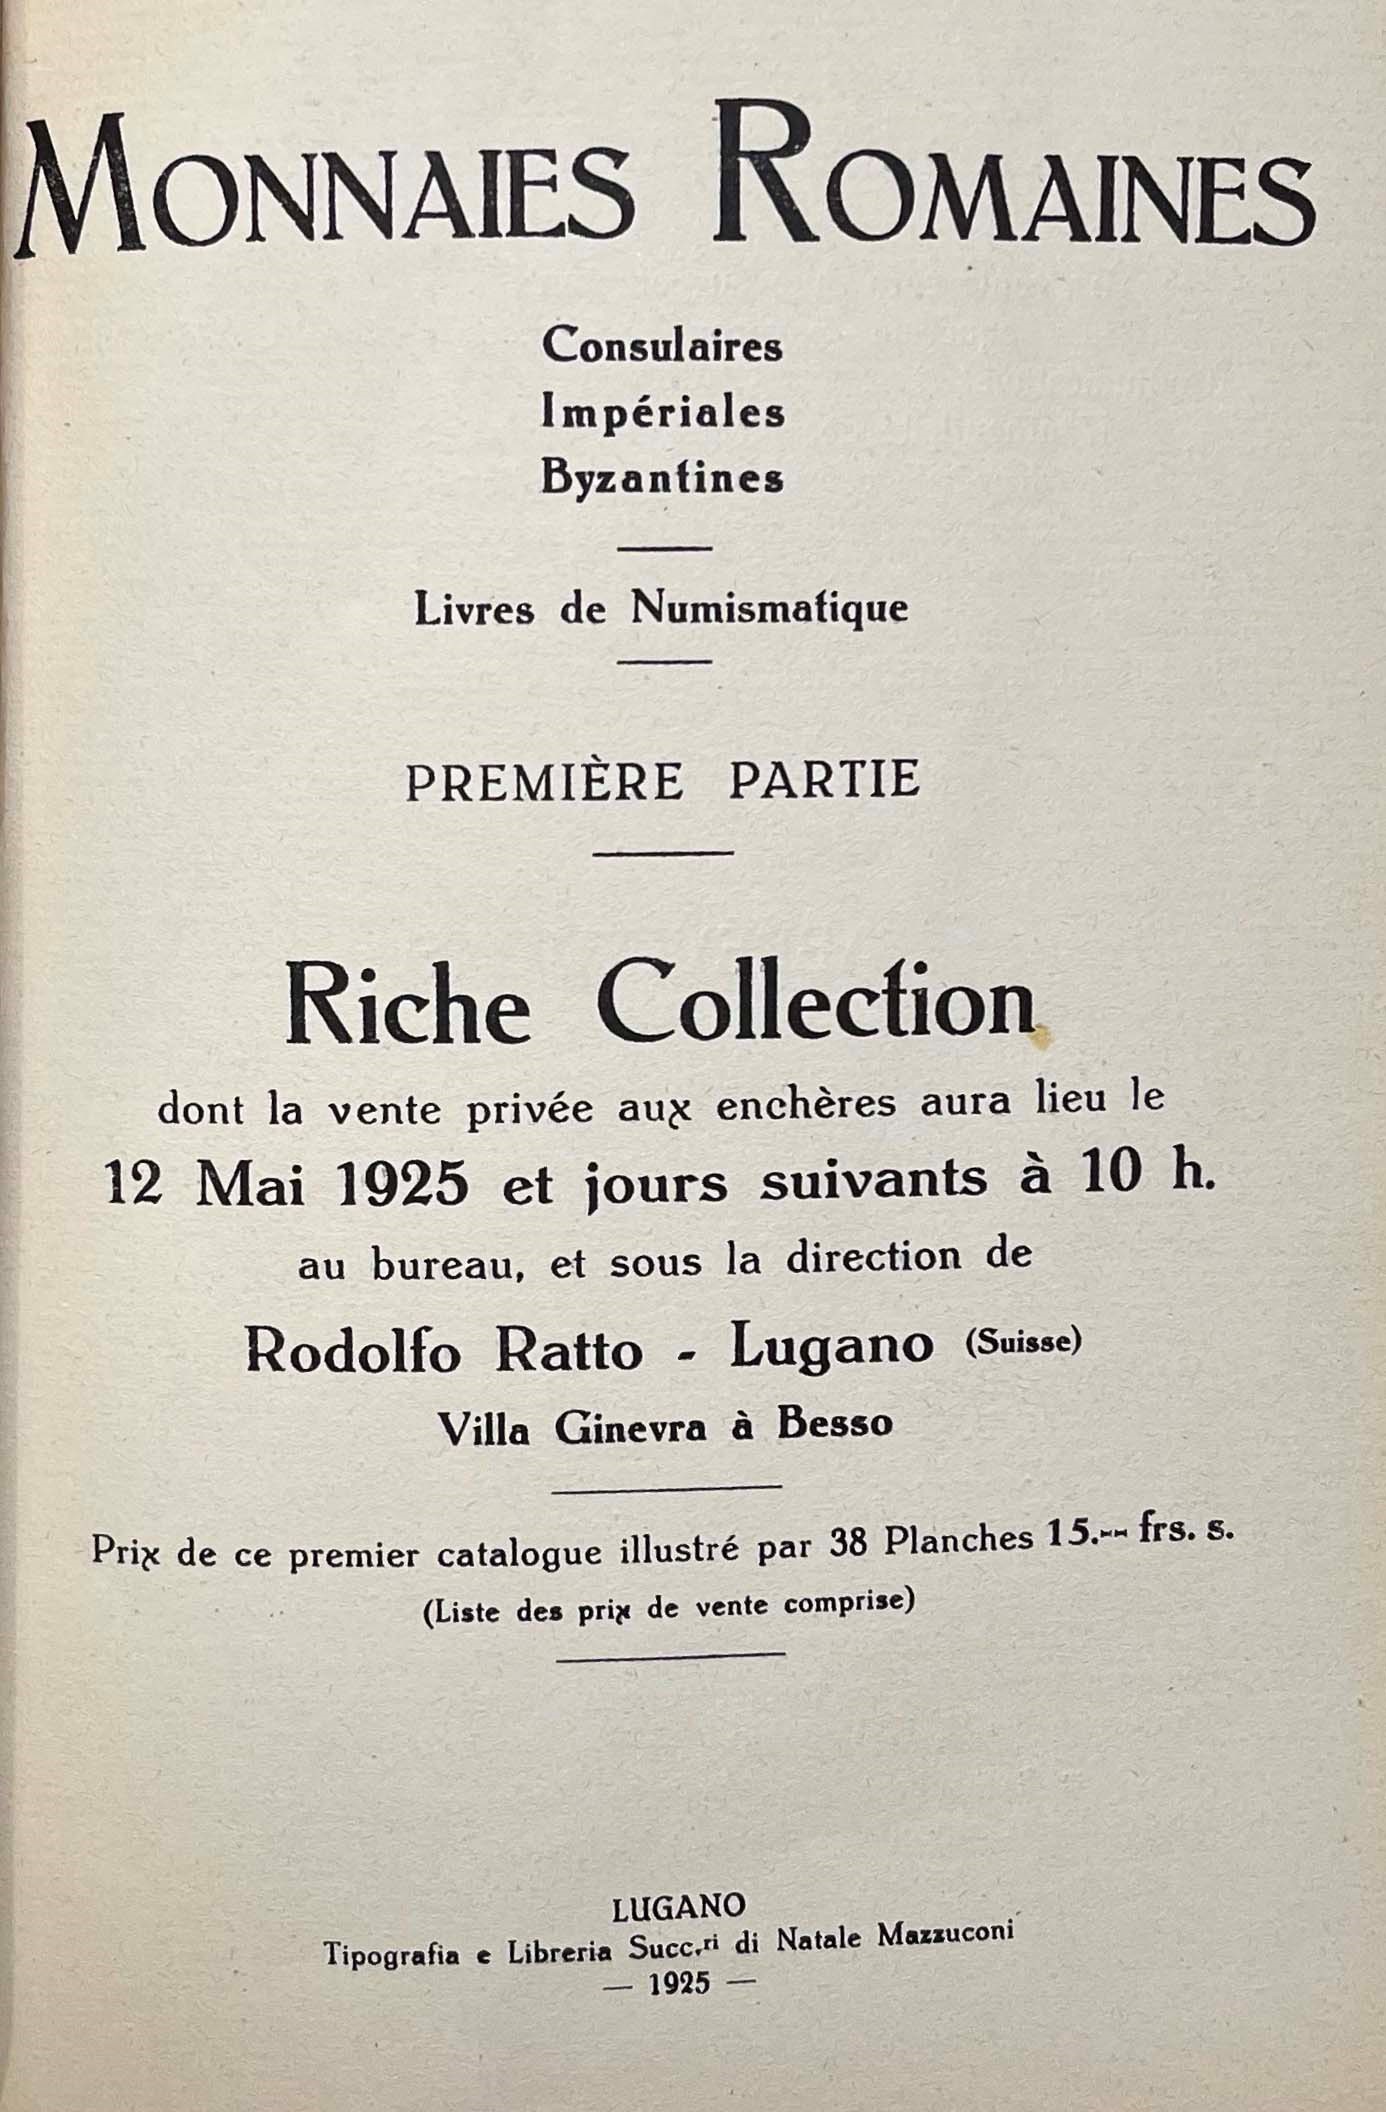 MONNAIES ROMAINES
Consulaires
Impériales
Byzantines
Livres de Numismatique
PREMIÈRE PARTIE
Riche Collection
dont la vente privée aux enchères aura lieu le
12 Mai 1925 et jours suivants à 10 h.
au bureau, et sous la direction de
Rodolfo Ratto - Lugano (Suisse)
Villa Ginevra à Besso
Prix de ce premier catalogue illustré par 38 Planches 15.-- frs. s.
(Liste des prix de vente comprise)
LUGANO
Tipografia e Libreria Succ.ri di Natale Mazzuconi
— 1925 —